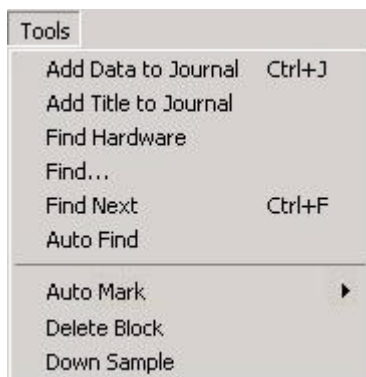 Tools
Add Data to Journal Ctrl+J
Add Title to Journal
Find Hardware
Find...
Find Next Ctrl+F
Auto Find
Auto Mark
Delete Block
Down Sample